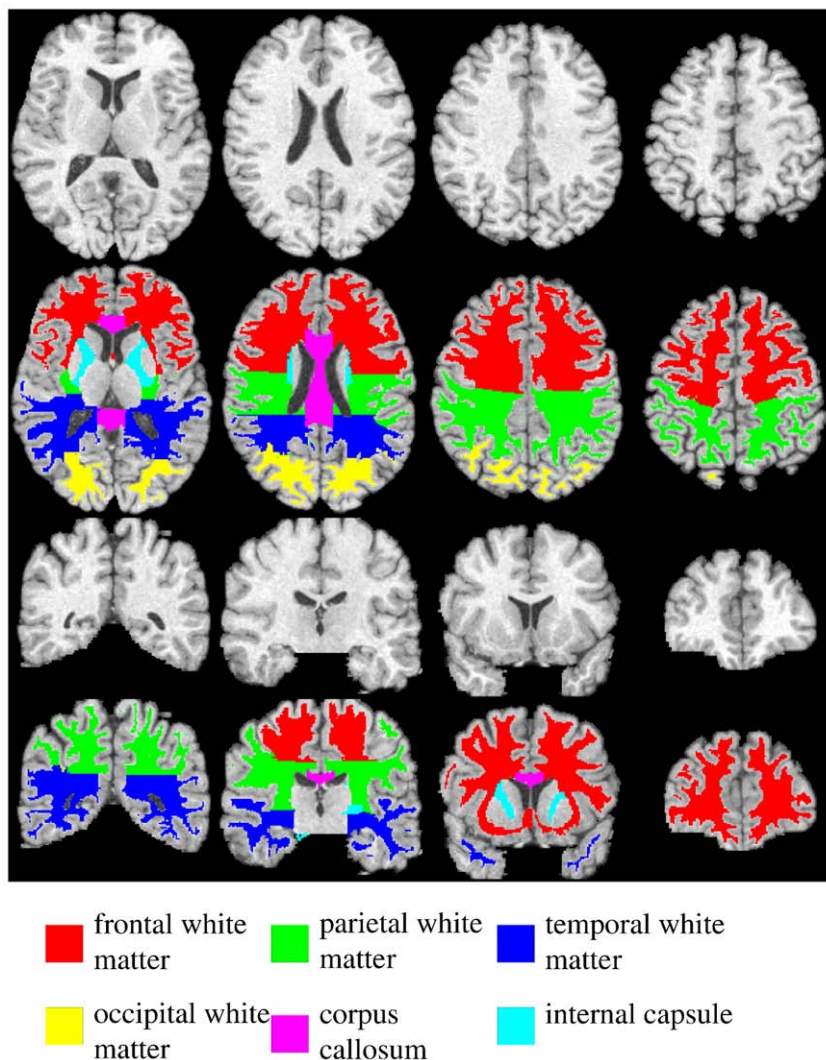 frontal white
matter
parietal white
matter
temporal white
matter
occipital white
matter
corpus
callosum
internal capsule